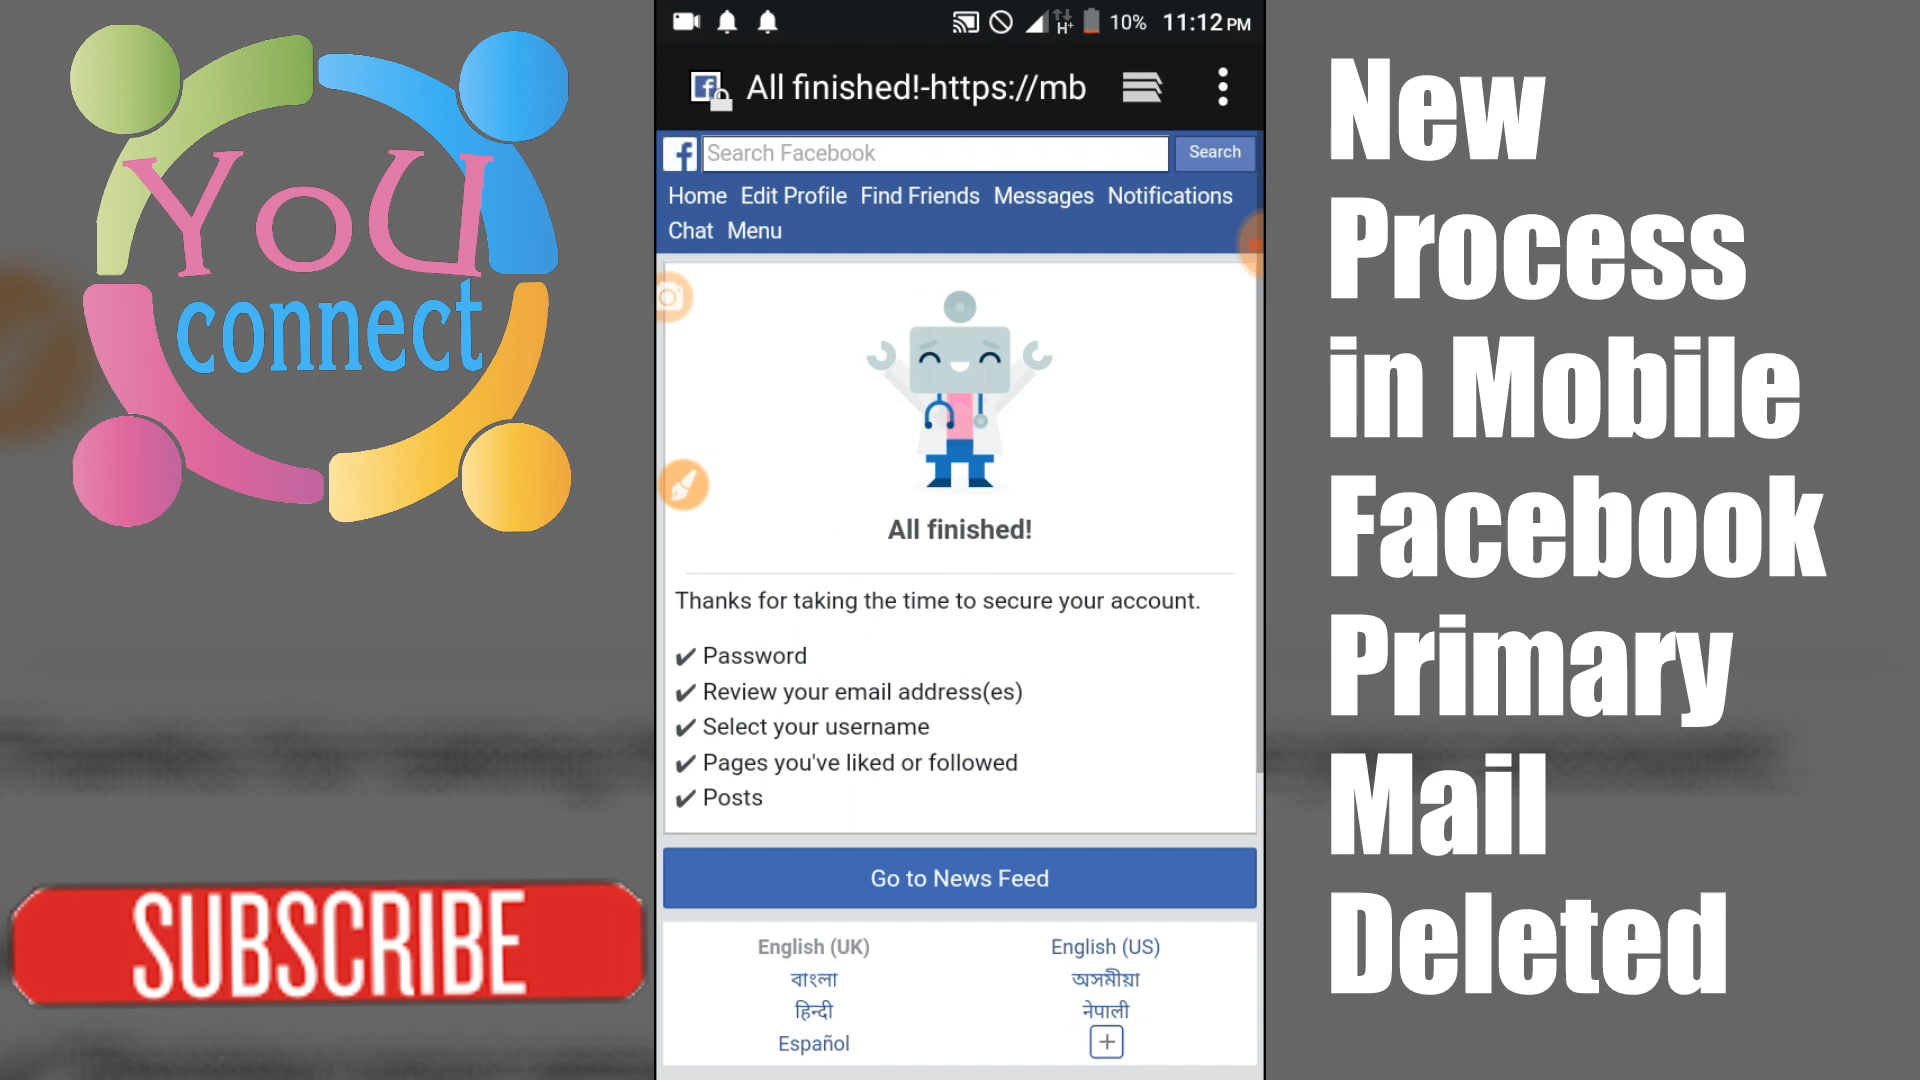 YoU
connect
SUBSCRIBE
10% 11:12 PM
H+
All finished!-https://mb
Search Facebook
Search
Home Edit Profile Find Friends Messages Notifications
Chat Menu
All finished!
Thanks for taking the time to secure your account.
✔ Password
✔ Review your email address(es)
✔ Select your username
✔ Pages you've liked or followed
✔ Posts
Go to News Feed
English (UK) English (US)
বাংলা অসমীয়া
हिन्दी नेपाली
Español +
New
Process
in Mobile
Facebook
Primary
Mail
Deleted